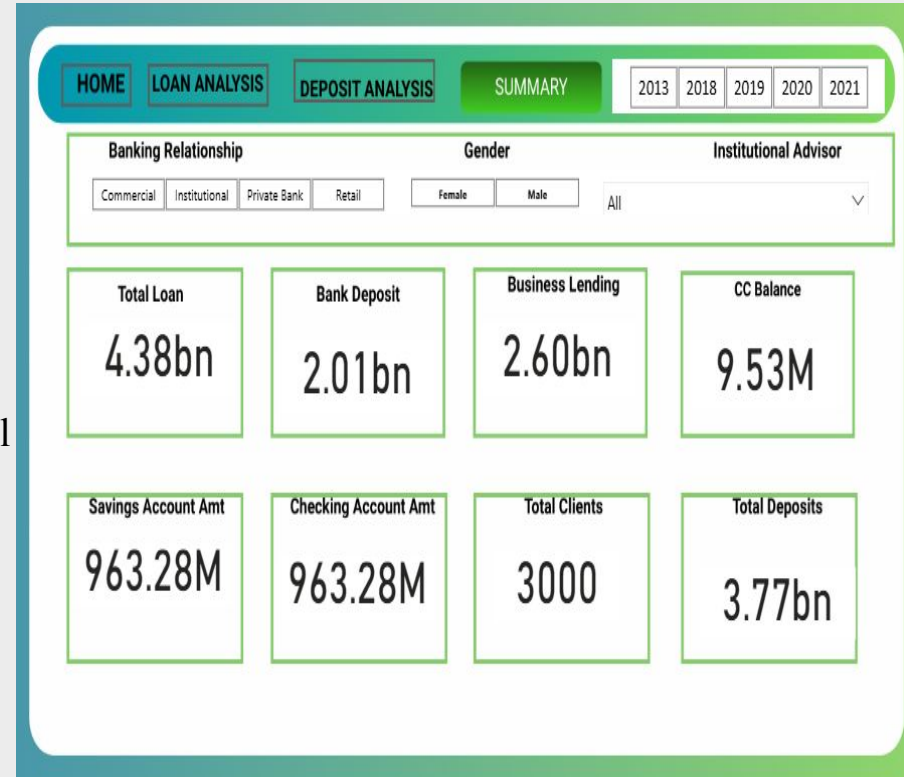 HOME LOAN ANALYSIS DEPOSIT ANALYSIS SUMMARY 2013 2018 2019 2020 2021
Banking Relationship Gender Institutional Advisor
Commercial Institutional Private Bank Retail Female Male All
Total Loan Bank Deposit Business Lending CC Balance
4.38bn 2.01bn 2.60bn 9.53M
l
Savings Account Amt Checking Account Amt Total Clients Total Deposits
963.28M 963.28M 3000 3.77bn